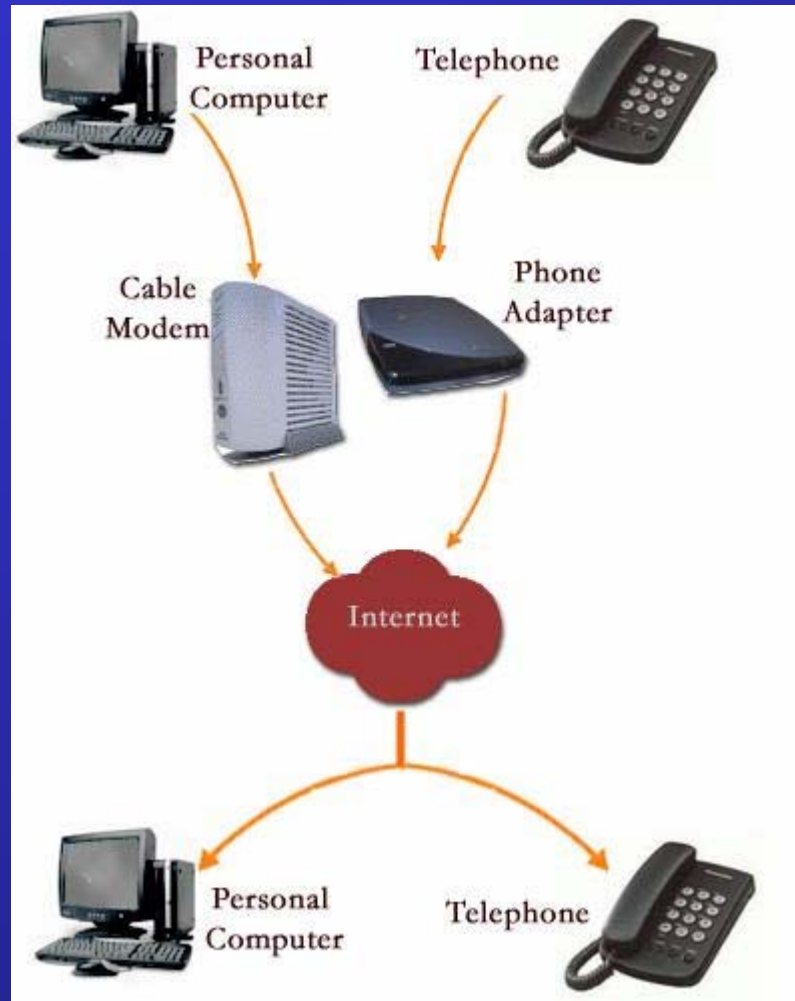 Personal
Computer
Telephone
Cable
Modem
Phone
Adapter
Internet
Personal
Computer
Telephone